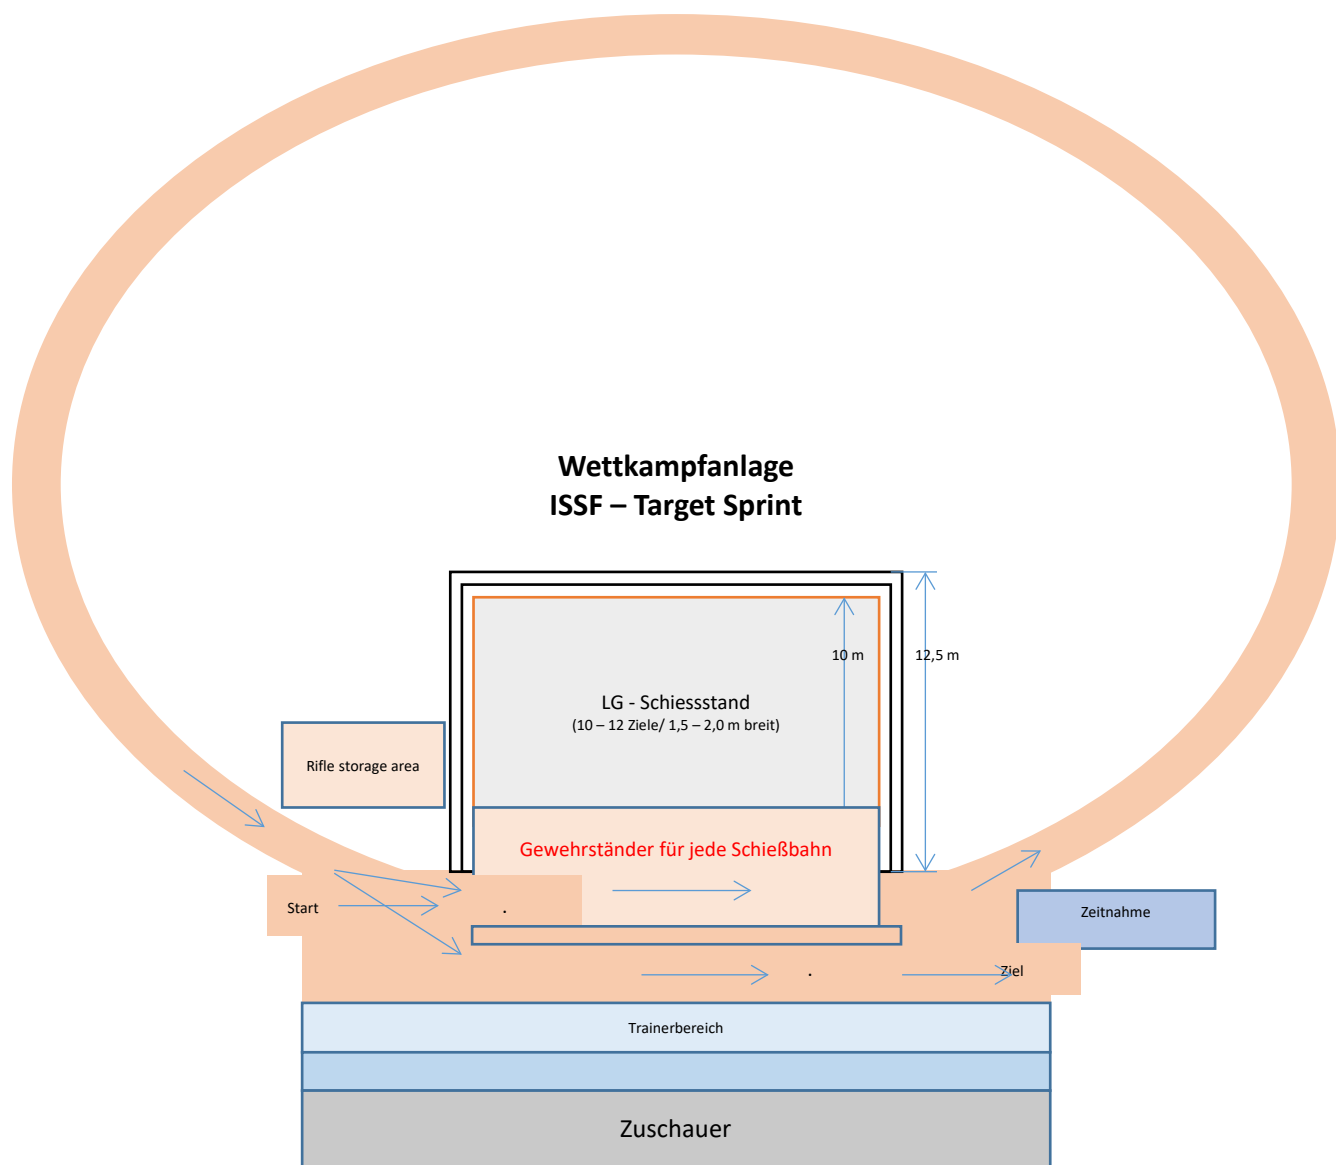 Wettkampfanlage
ISSF – Target Sprint
10 m
12,5 m
LG - Schiessstand
(10 – 12 Ziele/ 1,5 – 2,0 m breit)
Rifle storage area
Gewehrständer für jede Schießbahn
Start
.
Zeitnahme
.
Ziel
Trainerbereich
Zuschauer